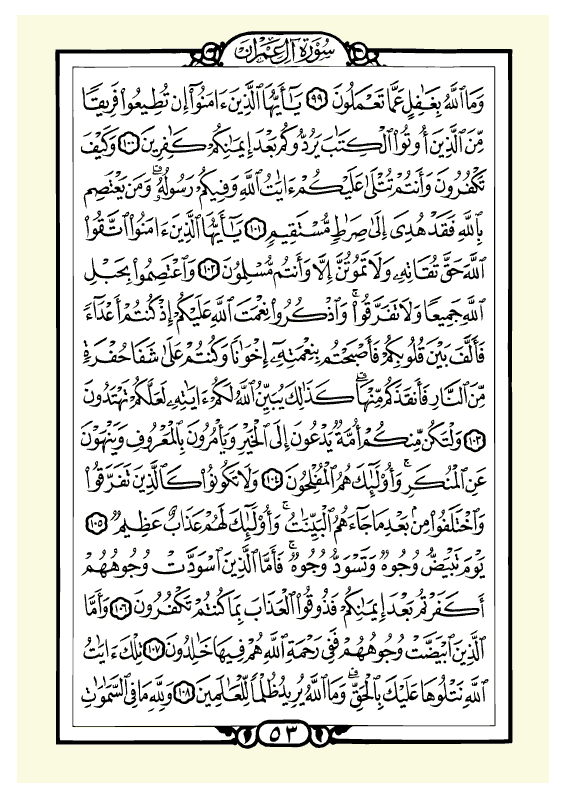 سُورَةُ آلِ عِمْرَانَ
وَمَا ٱللَّهُ بِغَٰفِلٍ عَمَّا تَعْمَلُونَ ٩٩ يَٰٓأَيُّهَا ٱلَّذِينَ ءَامَنُوٓا۟ إِن تُطِيعُوا۟ فَرِيقًا
مِّنَ ٱلَّذِينَ أُوتُوا۟ ٱلْكِتَٰبَ يَرُدُّوكُم بَعْدَ إِيمَٰنِكُمْ كَٰفِرِينَ ١٠٠ وَكَيْفَ
تَكْفُرُونَ وَأَنتُمْ تُتْلَىٰ عَلَيْكُمْ ءَايَٰتُ ٱللَّهِ وَفِيكُمْ رَسُولُهُۥ ۗ وَمَن يَعْتَصِم
بِٱللَّهِ فَقَدْ هُدِىَ إِلَىٰ صِرَٰطٍ مُّسْتَقِيمٍ ١٠١ يَٰٓأَيُّهَا ٱلَّذِينَ ءَامَنُوا۟ ٱتَّقُوا۟
ٱللَّهَ حَقَّ تُقَاتِهِۦ وَلَا تَمُوتُنَّ إِلَّا وَأَنتُم مُّسْلِمُونَ ١٠٢ وَٱعْتَصِمُوا۟ بِحَبْلِ
ٱللَّهِ جَمِيعًا وَلَا تَفَرَّقُوا۟ ۚ وَٱذْكُرُوا۟ نِعْمَتَ ٱللَّهِ عَلَيْكُمْ إِذْ كُنتُمْ أَعْدَآءً
فَأَلَّفَ بَيْنَ قُلُوبِكُمْ فَأَصْبَحْتُم بِنِعْمَتِهِۦٓ إِخْوَٰنًا وَكُنتُمْ عَلَىٰ شَفَا حُفْرَةٍ
مِّنَ ٱلنَّارِ فَأَنقَذَكُم مِّنْهَا ۗ كَذَٰلِكَ يُبَيِّنُ ٱللَّهُ لَكُمْ ءَايَٰتِهِۦ لَعَلَّكُمْ تَهْتَدُونَ
١٠٣ وَلْتَكُن مِّنكُمْ أُمَّةٌ يَدْعُونَ إِلَى ٱلْخَيْرِ وَيَأْمُرُونَ بِٱلْمَعْرُوفِ وَيَنْهَوْنَ
عَنِ ٱلْمُنكَرِ ۚ وَأُو۟لَٰٓئِكَ هُمُ ٱلْمُفْلِحُونَ ١٠٤ وَلَا تَكُونُوا۟ كَٱلَّذِينَ تَفَرَّقُوا۟
وَٱخْتَلَفُوا۟ مِنۢ بَعْدِ مَا جَآءَهُمُ ٱلْبَيِّنَٰتُ ۚ وَأُو۟لَٰٓئِكَ لَهُمْ عَذَابٌ عَظِيمٌ ١٠٥
يَوْمَ تَبْيَضُّ وُجُوهٌ وَتَسْوَدُّ وُجُوهٌ ۚ فَأَمَّا ٱلَّذِينَ ٱسْوَدَّتْ وُجُوهُهُمْ
أَكَفَرْتُم بَعْدَ إِيمَٰنِكُمْ فَذُوقُوا۟ ٱلْعَذَابَ بِمَا كُنتُمْ تَكْفُرُونَ ١٠٦ وَأَمَّا
ٱلَّذِينَ ٱبْيَضَّتْ وُجُوهُهُمْ فَفِى رَحْمَةِ ٱللَّهِ هُمْ فِيهَا خَٰلِدُونَ ١٠٧ تِلْكَ ءَايَٰتُ
ٱللَّهِ نَتْلُوهَا عَلَيْكَ بِٱلْحَقِّ ۗ وَمَا ٱللَّهُ يُرِيدُ ظُلْمًا لِّلْعَٰلَمِينَ ١٠٨ وَلِلَّهِ مَا فِى ٱلسَّمَٰوَٰتِ
٥٣